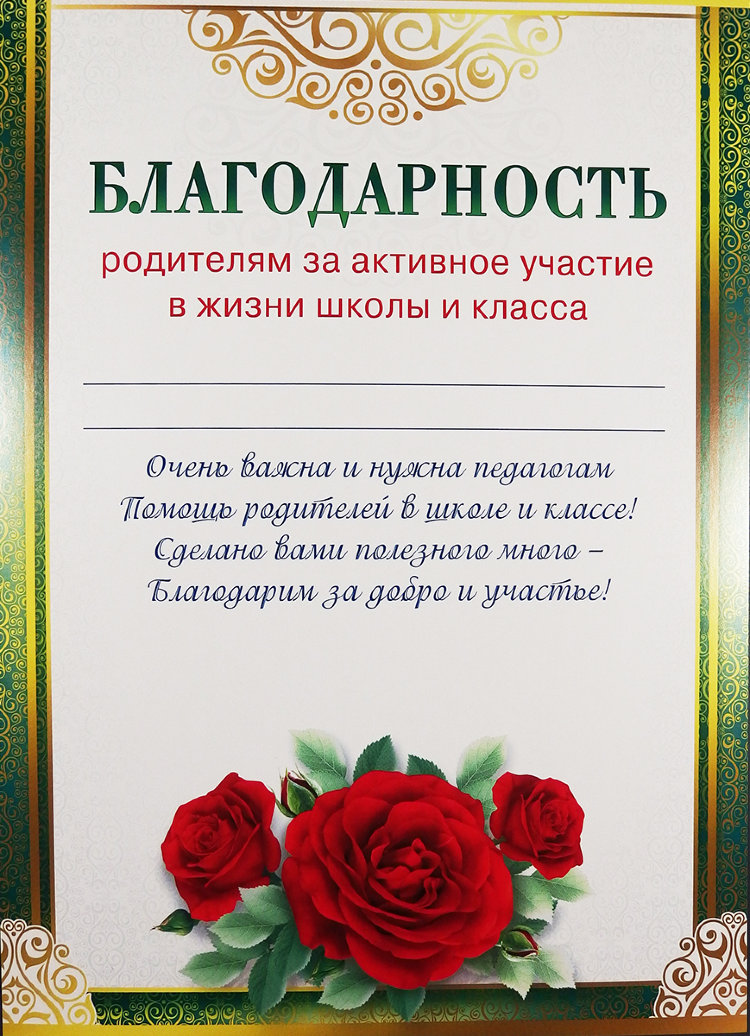 БЛАГОДАРНОСТЬ
родителям за активное участие
в жизни школы и класса
Очень важна и нужна педагогам
Помощь родителей в школе и классе!
Сделано вами полезного много –
Благодарим за добро и участье!